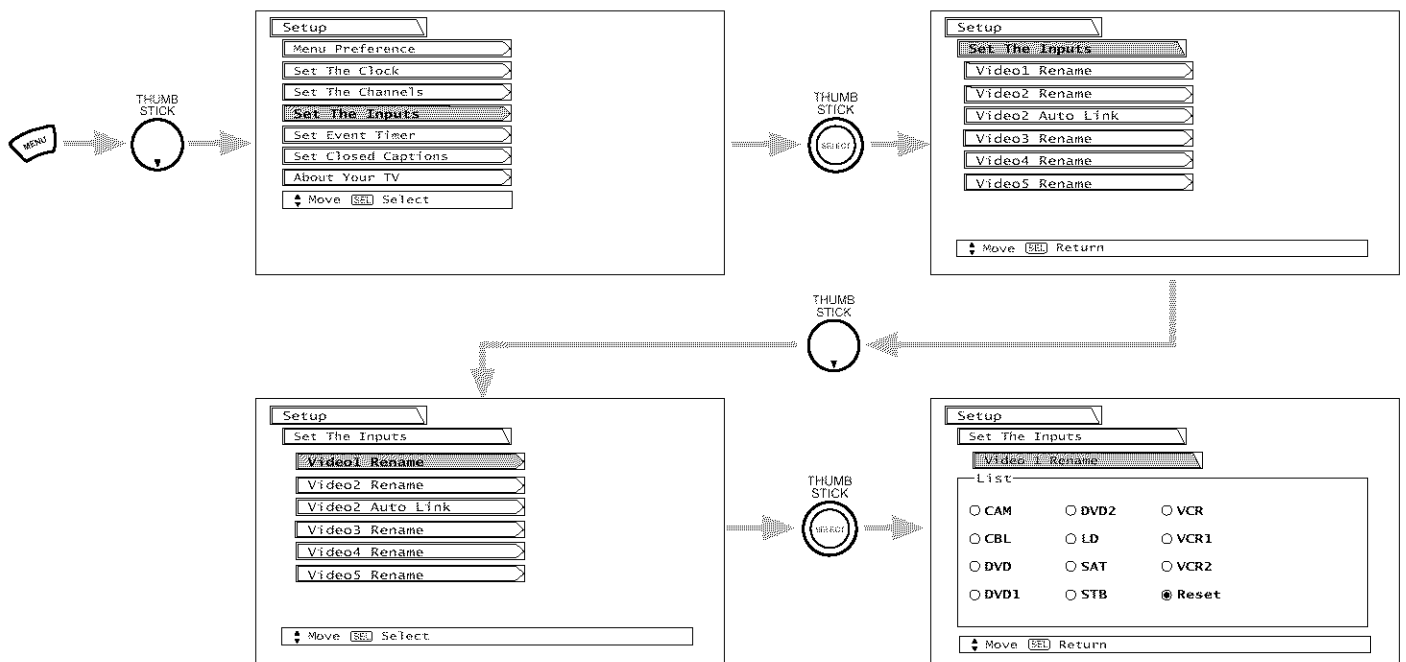 MENU
THUMB
STICK
Setup
Menu Preference
Set The Clock
Set The Channels
Set The Inputs
Set Event Timer
Set Closed Captions
About Your TV
Move SEL Select
THUMB
STICK
SELECT
Setup
Set The Inputs
Video1 Rename
Video2 Rename
Video2 Auto Link
Video3 Rename
Video4 Rename
Video5 Rename
Move SEL Return
THUMB
STICK
Setup
Set The Inputs
Video1 Rename
Video2 Rename
Video2 Auto Link
Video3 Rename
Video4 Rename
Video5 Rename
Move SEL Select
THUMB
STICK
SELECT
Setup
Set The Inputs
Video 1 Rename
List
CAM DVD2 VCR
CBL LD VCR1
DVD SAT VCR2
DVD1 STB Reset
Move SEL Return